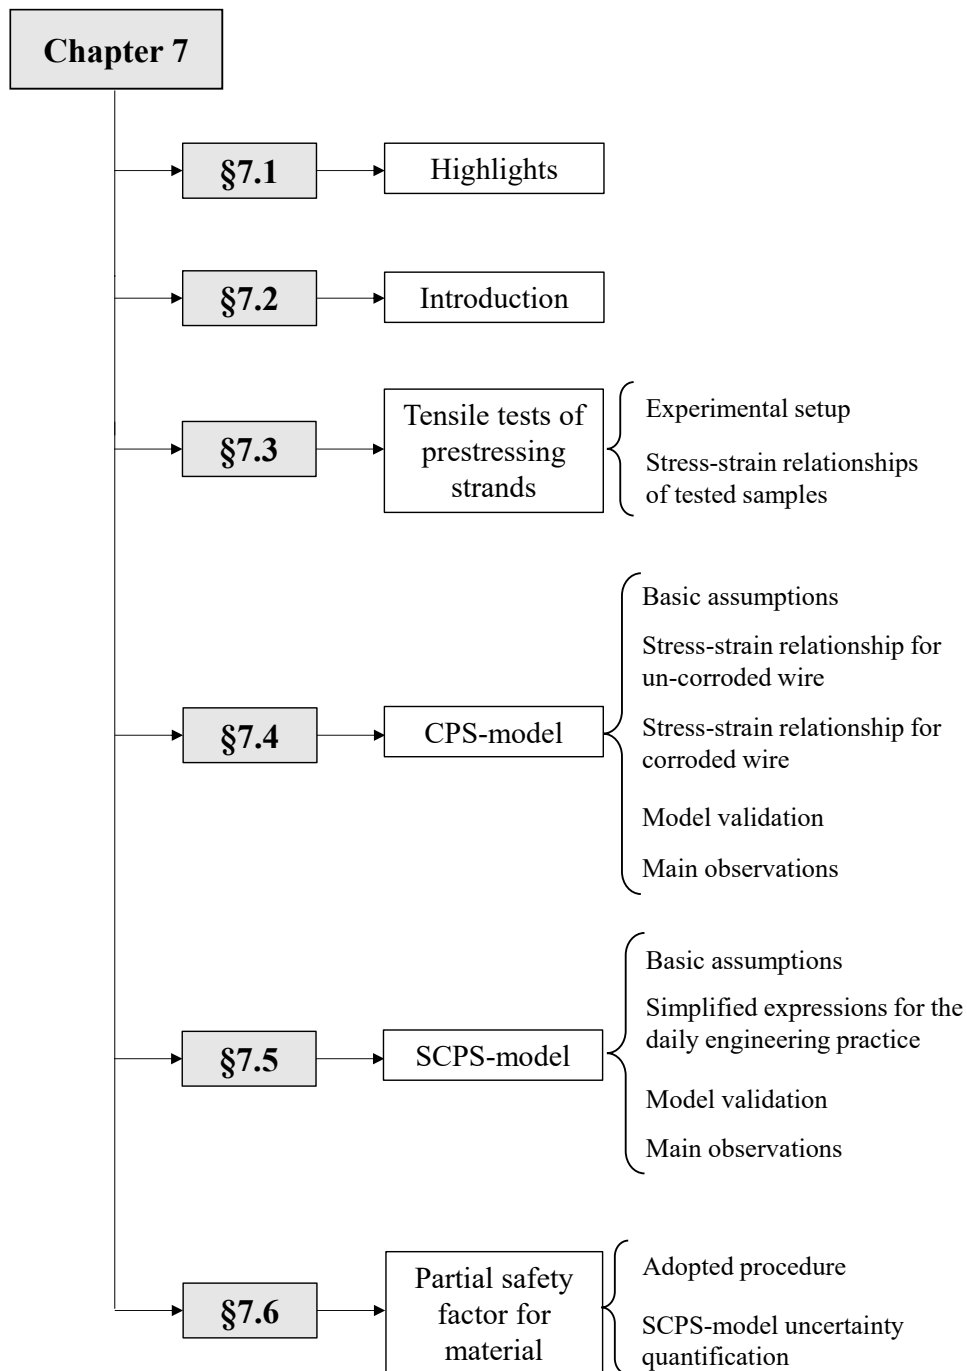 Chapter 7
§7.1
Highlights
§7.2
Introduction
§7.3
Tensile tests of
prestressing
strands
Experimental setup
Stress-strain relationships
of tested samples
§7.4
CPS-model
Basic assumptions
Stress-strain relationship for
un-corroded wire
Stress-strain relationship for
corroded wire
Model validation
Main observations
§7.5
SCPS-model
Basic assumptions
Simplified expressions for the
daily engineering practice
Model validation
Main observations
§7.6
Partial safety
factor for
material
Adopted procedure
SCPS-model uncertainty
quantification